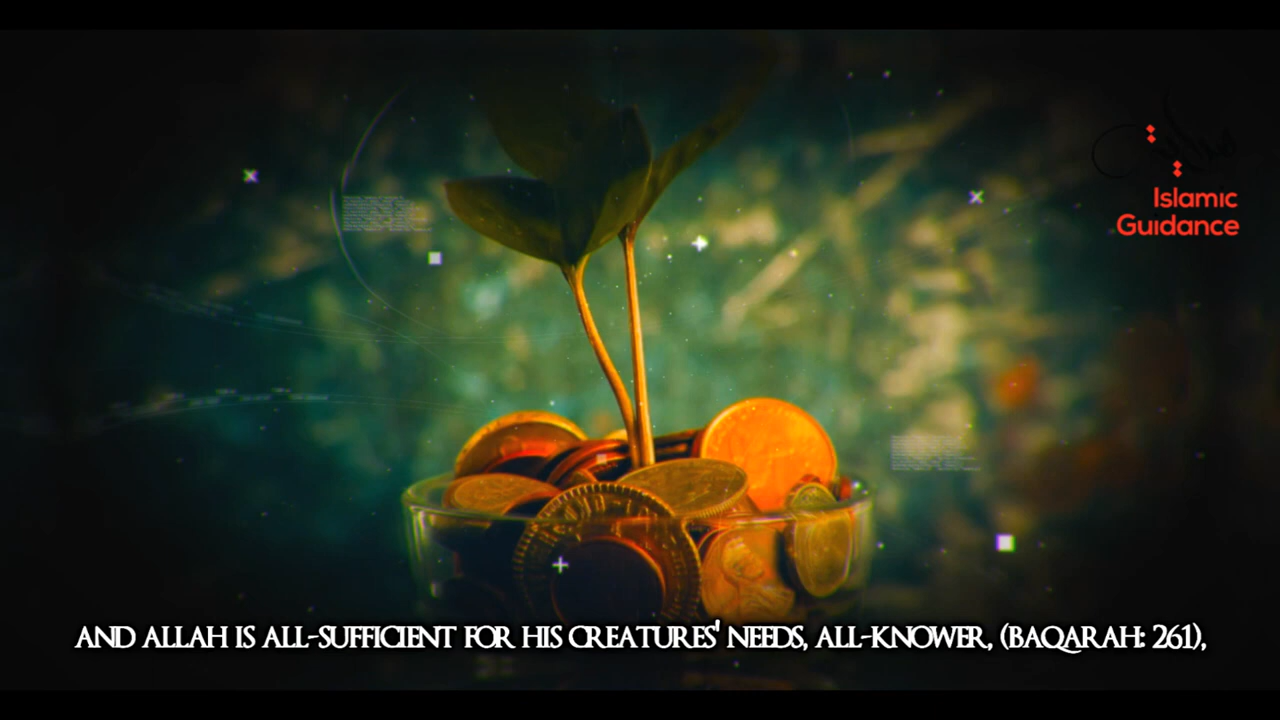 Islamic
Guidance
AND ALLAH IS ALL-SUFFICIENT FOR HIS CREATURES' NEEDS, ALL-KNOWER, (BAQARAH: 261),